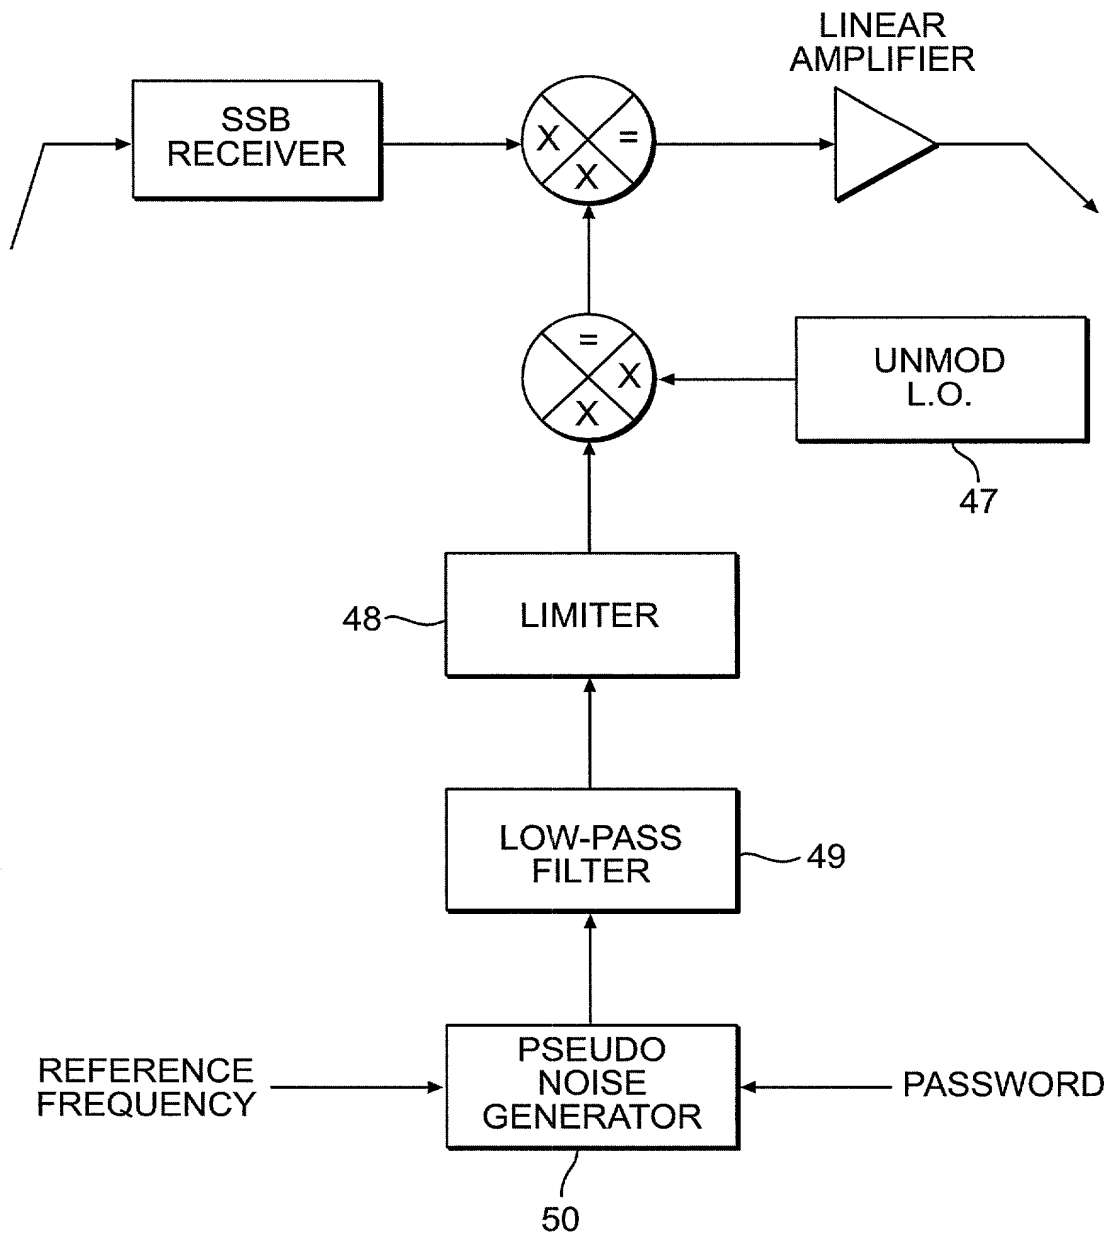 LINEAR
AMPLIFIER
SSB
RECEIVER
X
=
X
=
X
X
UNMOD
L.O.
47
48
LIMITER
LOW-PASS
FILTER
49
PSEUDO
NOISE
GENERATOR
REFERENCE
FREQUENCY
PASSWORD
50